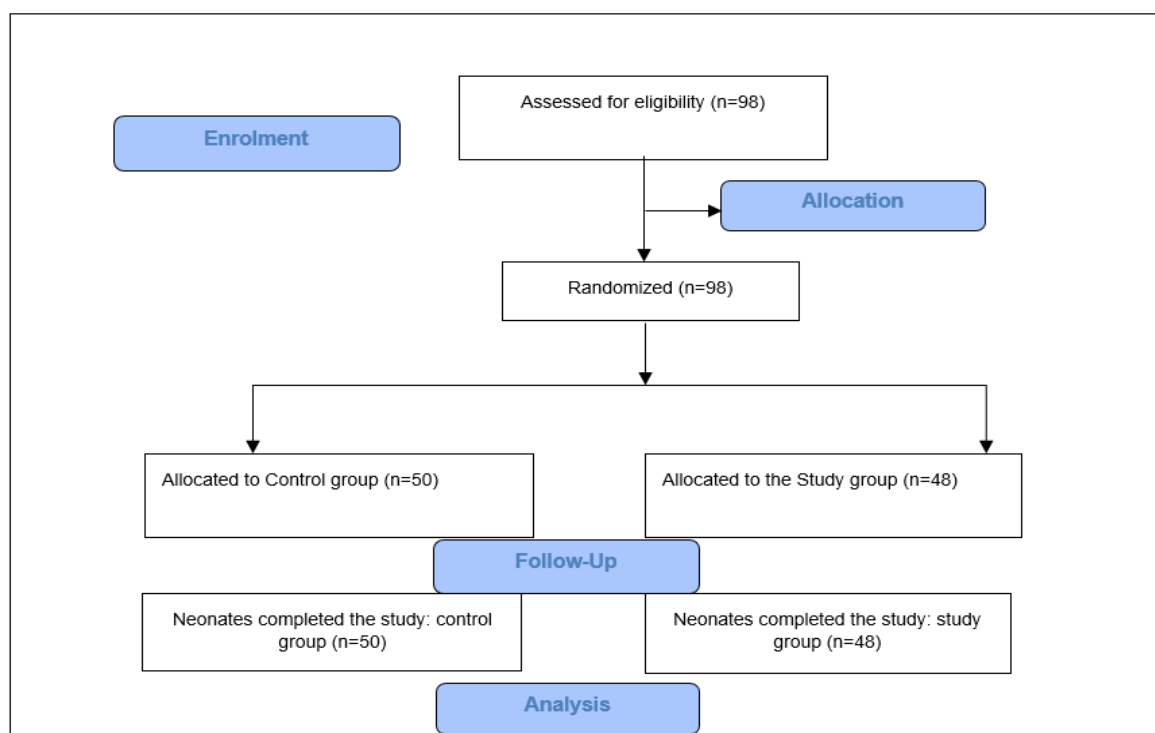 Assessed for eligibility (n=98)
Enrolment
Allocation
Randomized (n=98)
Allocated to Control group (n=50)
Allocated to the Study group (n=48)
Follow-Up
Neonates completed the study: control
group (n=50)
Neonates completed the study: study
group (n=48)
Analysis